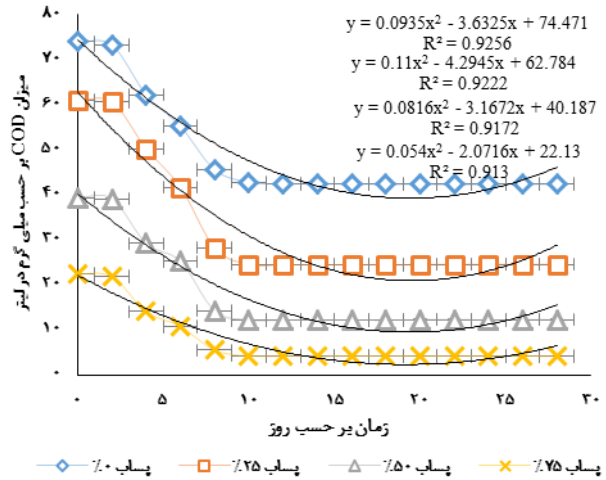 y = 0.0935x² - 3.6325x + 74.471
R² = 0.9256
y = 0.11x² - 4.2945x + 62.784
R² = 0.9222
y = 0.0816x² - 3.1672x + 40.187
R² = 0.9172
y = 0.054x² - 2.0716x + 22.13
R² = 0.913
میزان COD بر حسب میلی گرم در لیتر
۸۰
۷۰
۶۰
۵۰
۴۰
۳۰
۲۰
۱۰
۰
۰ ۵ ۱۰ ۱۵ ۲۰ ۲۵ ۳۰
زمان بر حسب روز
پساب ۰٪ پساب ۲۵٪ پساب ۵۰٪ پساب ۷۵٪